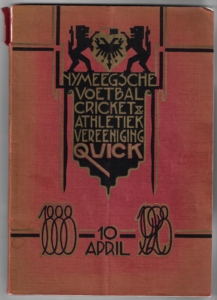 NYMEEGSCHE
VOETBAL
CRICKET &
ATHLETIEK
VEREENIGING
QUICK
1888 10 1928
APRIL